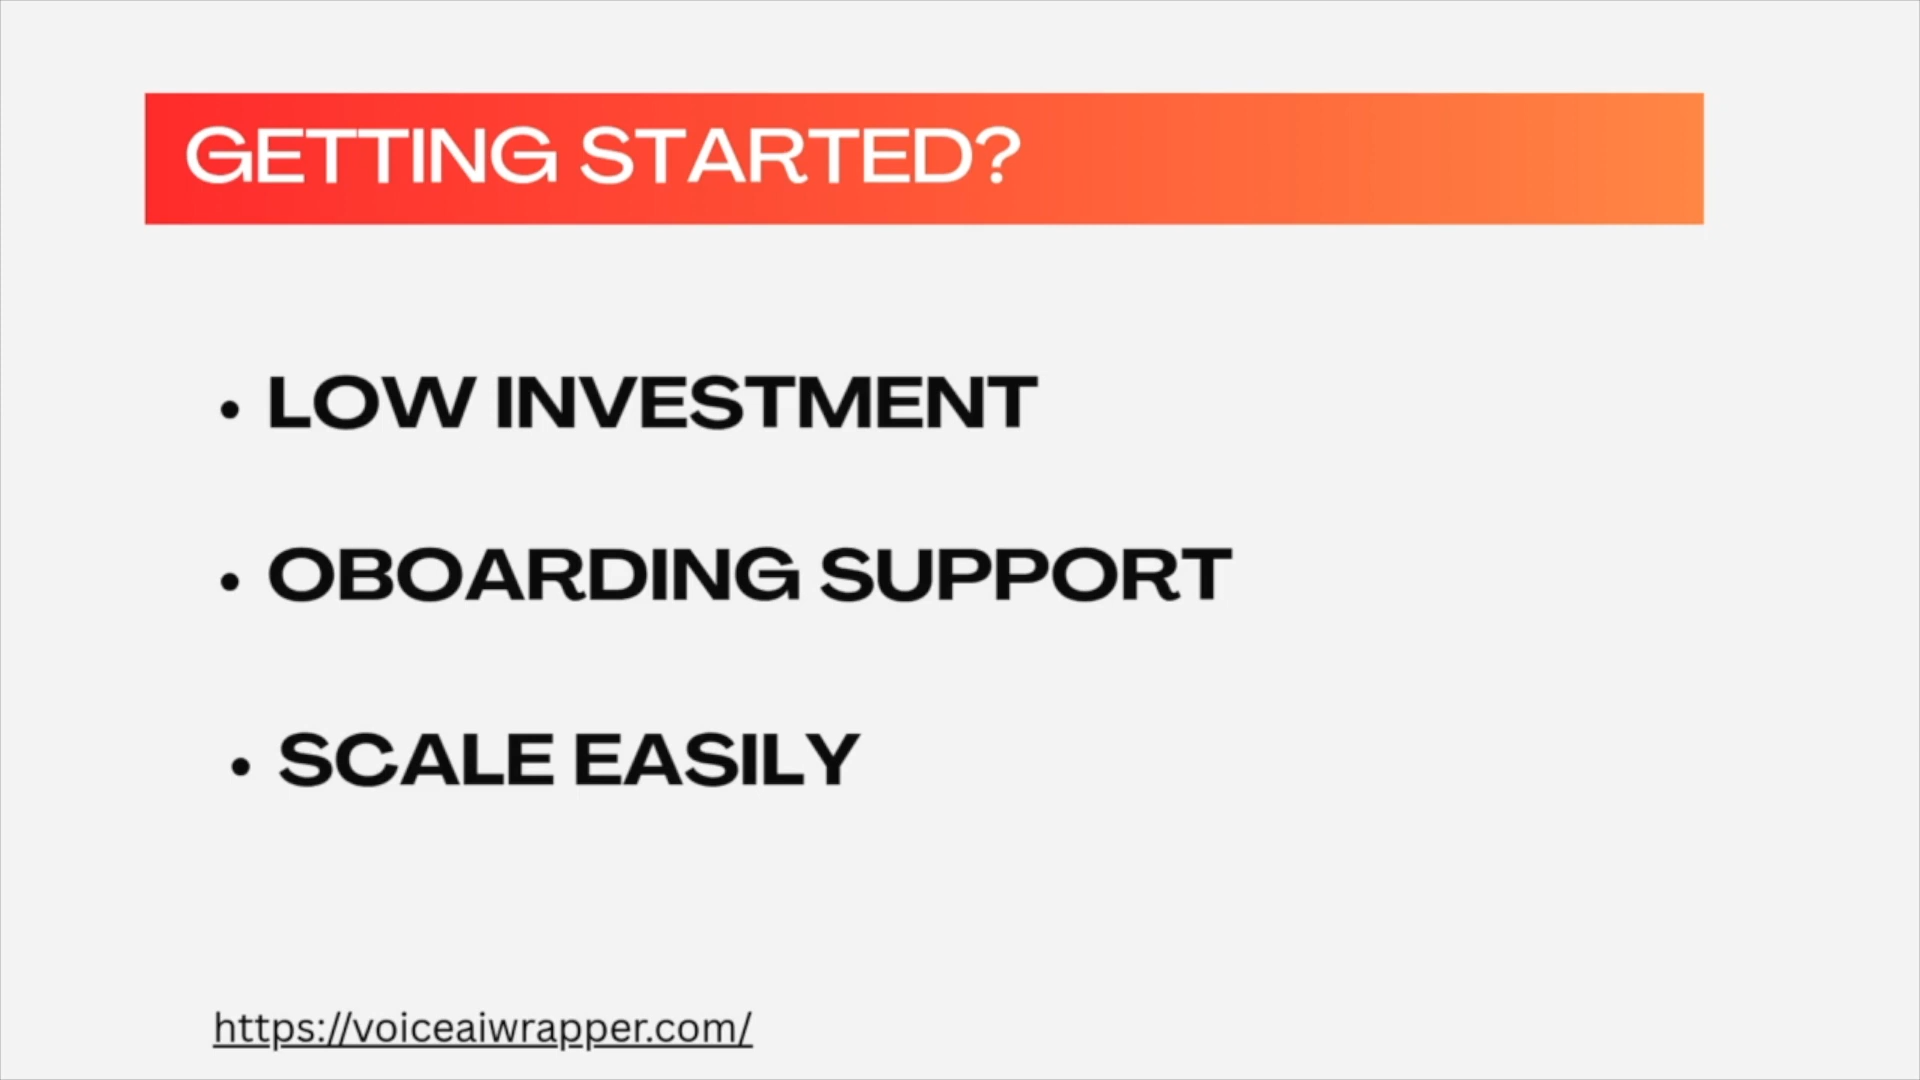 GETTING STARTED?
• LOW INVESTMENT
• OBOARDING SUPPORT
• SCALE EASILY
https://voiceaiwrapper.com/